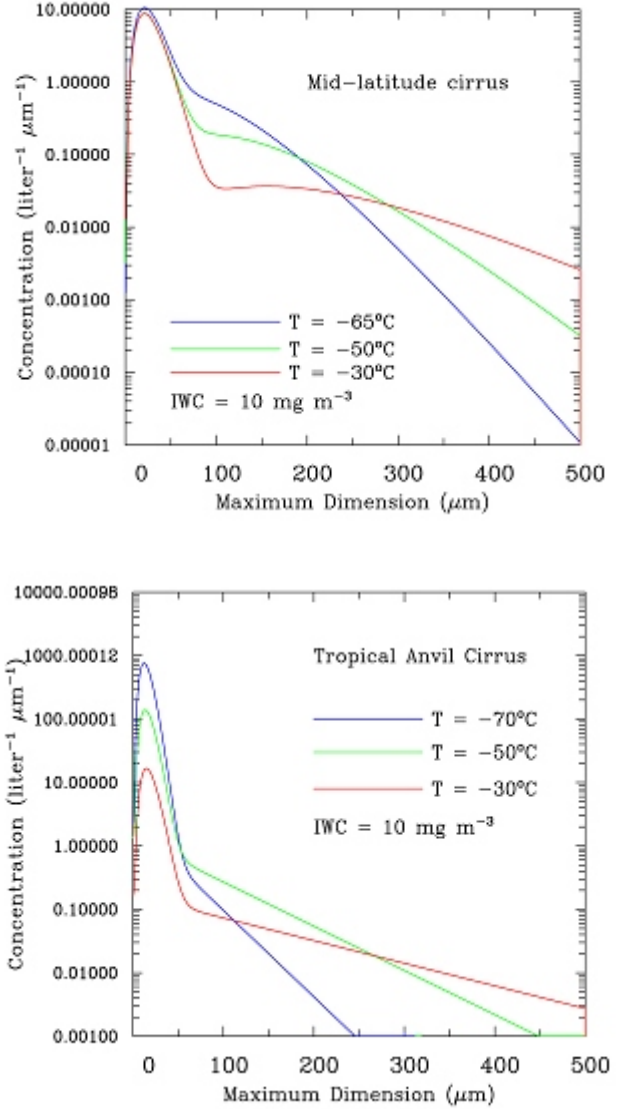 10.00000
1.00000
0.10000
0.01000
0.00100
0.00010
0.00001
Concentration (liter⁻¹ μm⁻¹)
Mid-latitude cirrus
T = -65°C
T = -50°C
T = -30°C
IWC = 10 mg m⁻³
0 100 200 300 400 500
Maximum Dimension (μm)
10000.00098
1000.00012
100.00001
10.00000
1.00000
0.10000
0.01000
0.00100
Concentration (liter⁻¹ μm⁻¹)
Tropical Anvil Cirrus
T = -70°C
T = -50°C
T = -30°C
IWC = 10 mg m⁻³
0 100 200 300 400 500
Maximum Dimension (μm)